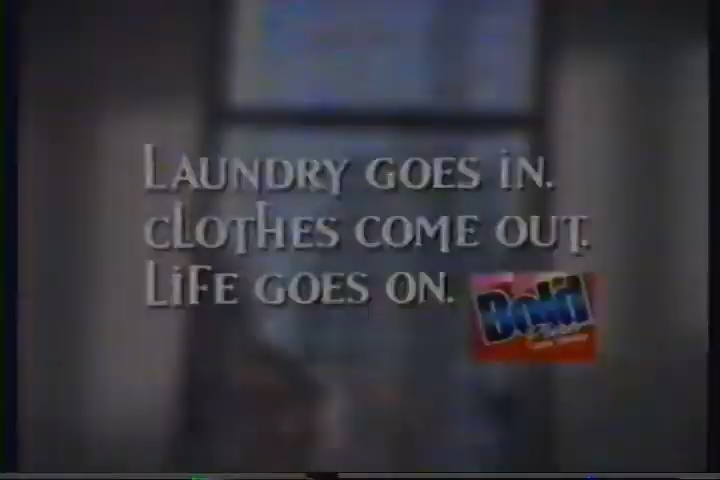 LAUNDRY GOES iN.
cLOTHES COME OUT.
LiFE GOES ON.
Bold